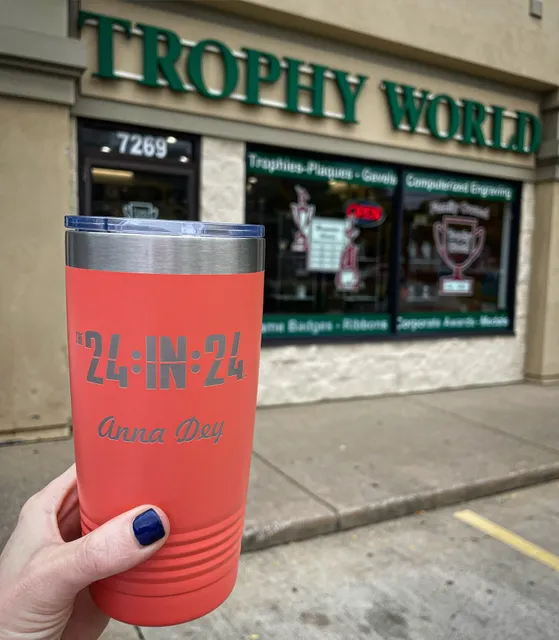 TROPHY WORLD
7269
Trophies-Plaques-Gavels
Computerized Engraving
OPEN
Name Badges - Ribbons
Corporate Awards - Medals
24:IN:24
Anna Dey